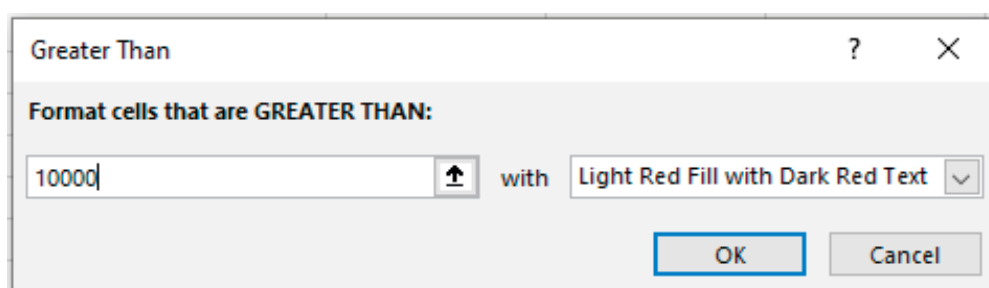 Greater Than ?
Format cells that are GREATER THAN:
10000 with Light Red Fill with Dark Red Text
OK Cancel